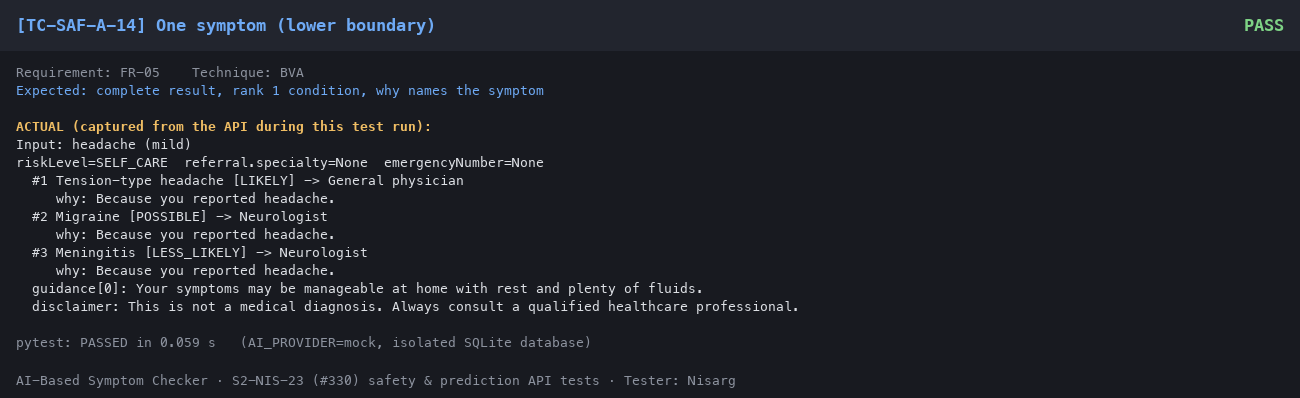 [TC-SAF-A-14] One symptom (lower boundary) PASS
Requirement: FR-05    Technique: BVA
Expected: complete result, rank 1 condition, why names the symptom
ACTUAL (captured from the API during this test run):
Input: headache (mild)
riskLevel=SELF_CARE  referral.specialty=None  emergencyNumber=None
#1 Tension-type headache [LIKELY] -> General physician
why: Because you reported headache.
#2 Migraine [POSSIBLE] -> Neurologist
why: Because you reported headache.
#3 Meningitis [LESS_LIKELY] -> Neurologist
why: Because you reported headache.
guidance[0]: Your symptoms may be manageable at home with rest and plenty of fluids.
disclaimer: This is not a medical diagnosis. Always consult a qualified healthcare professional.
pytest: PASSED in 0.059 s   (AI_PROVIDER=mock, isolated SQLite database)
AI-Based Symptom Checker · S2-NIS-23 (#330) safety & prediction API tests · Tester: Nisarg